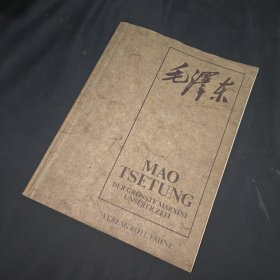 毛泽东
MAO
TSETUNG
DER GRÖSSTE MARXIST
UNSERER ZEIT
VERLAG ROTE FAHNE